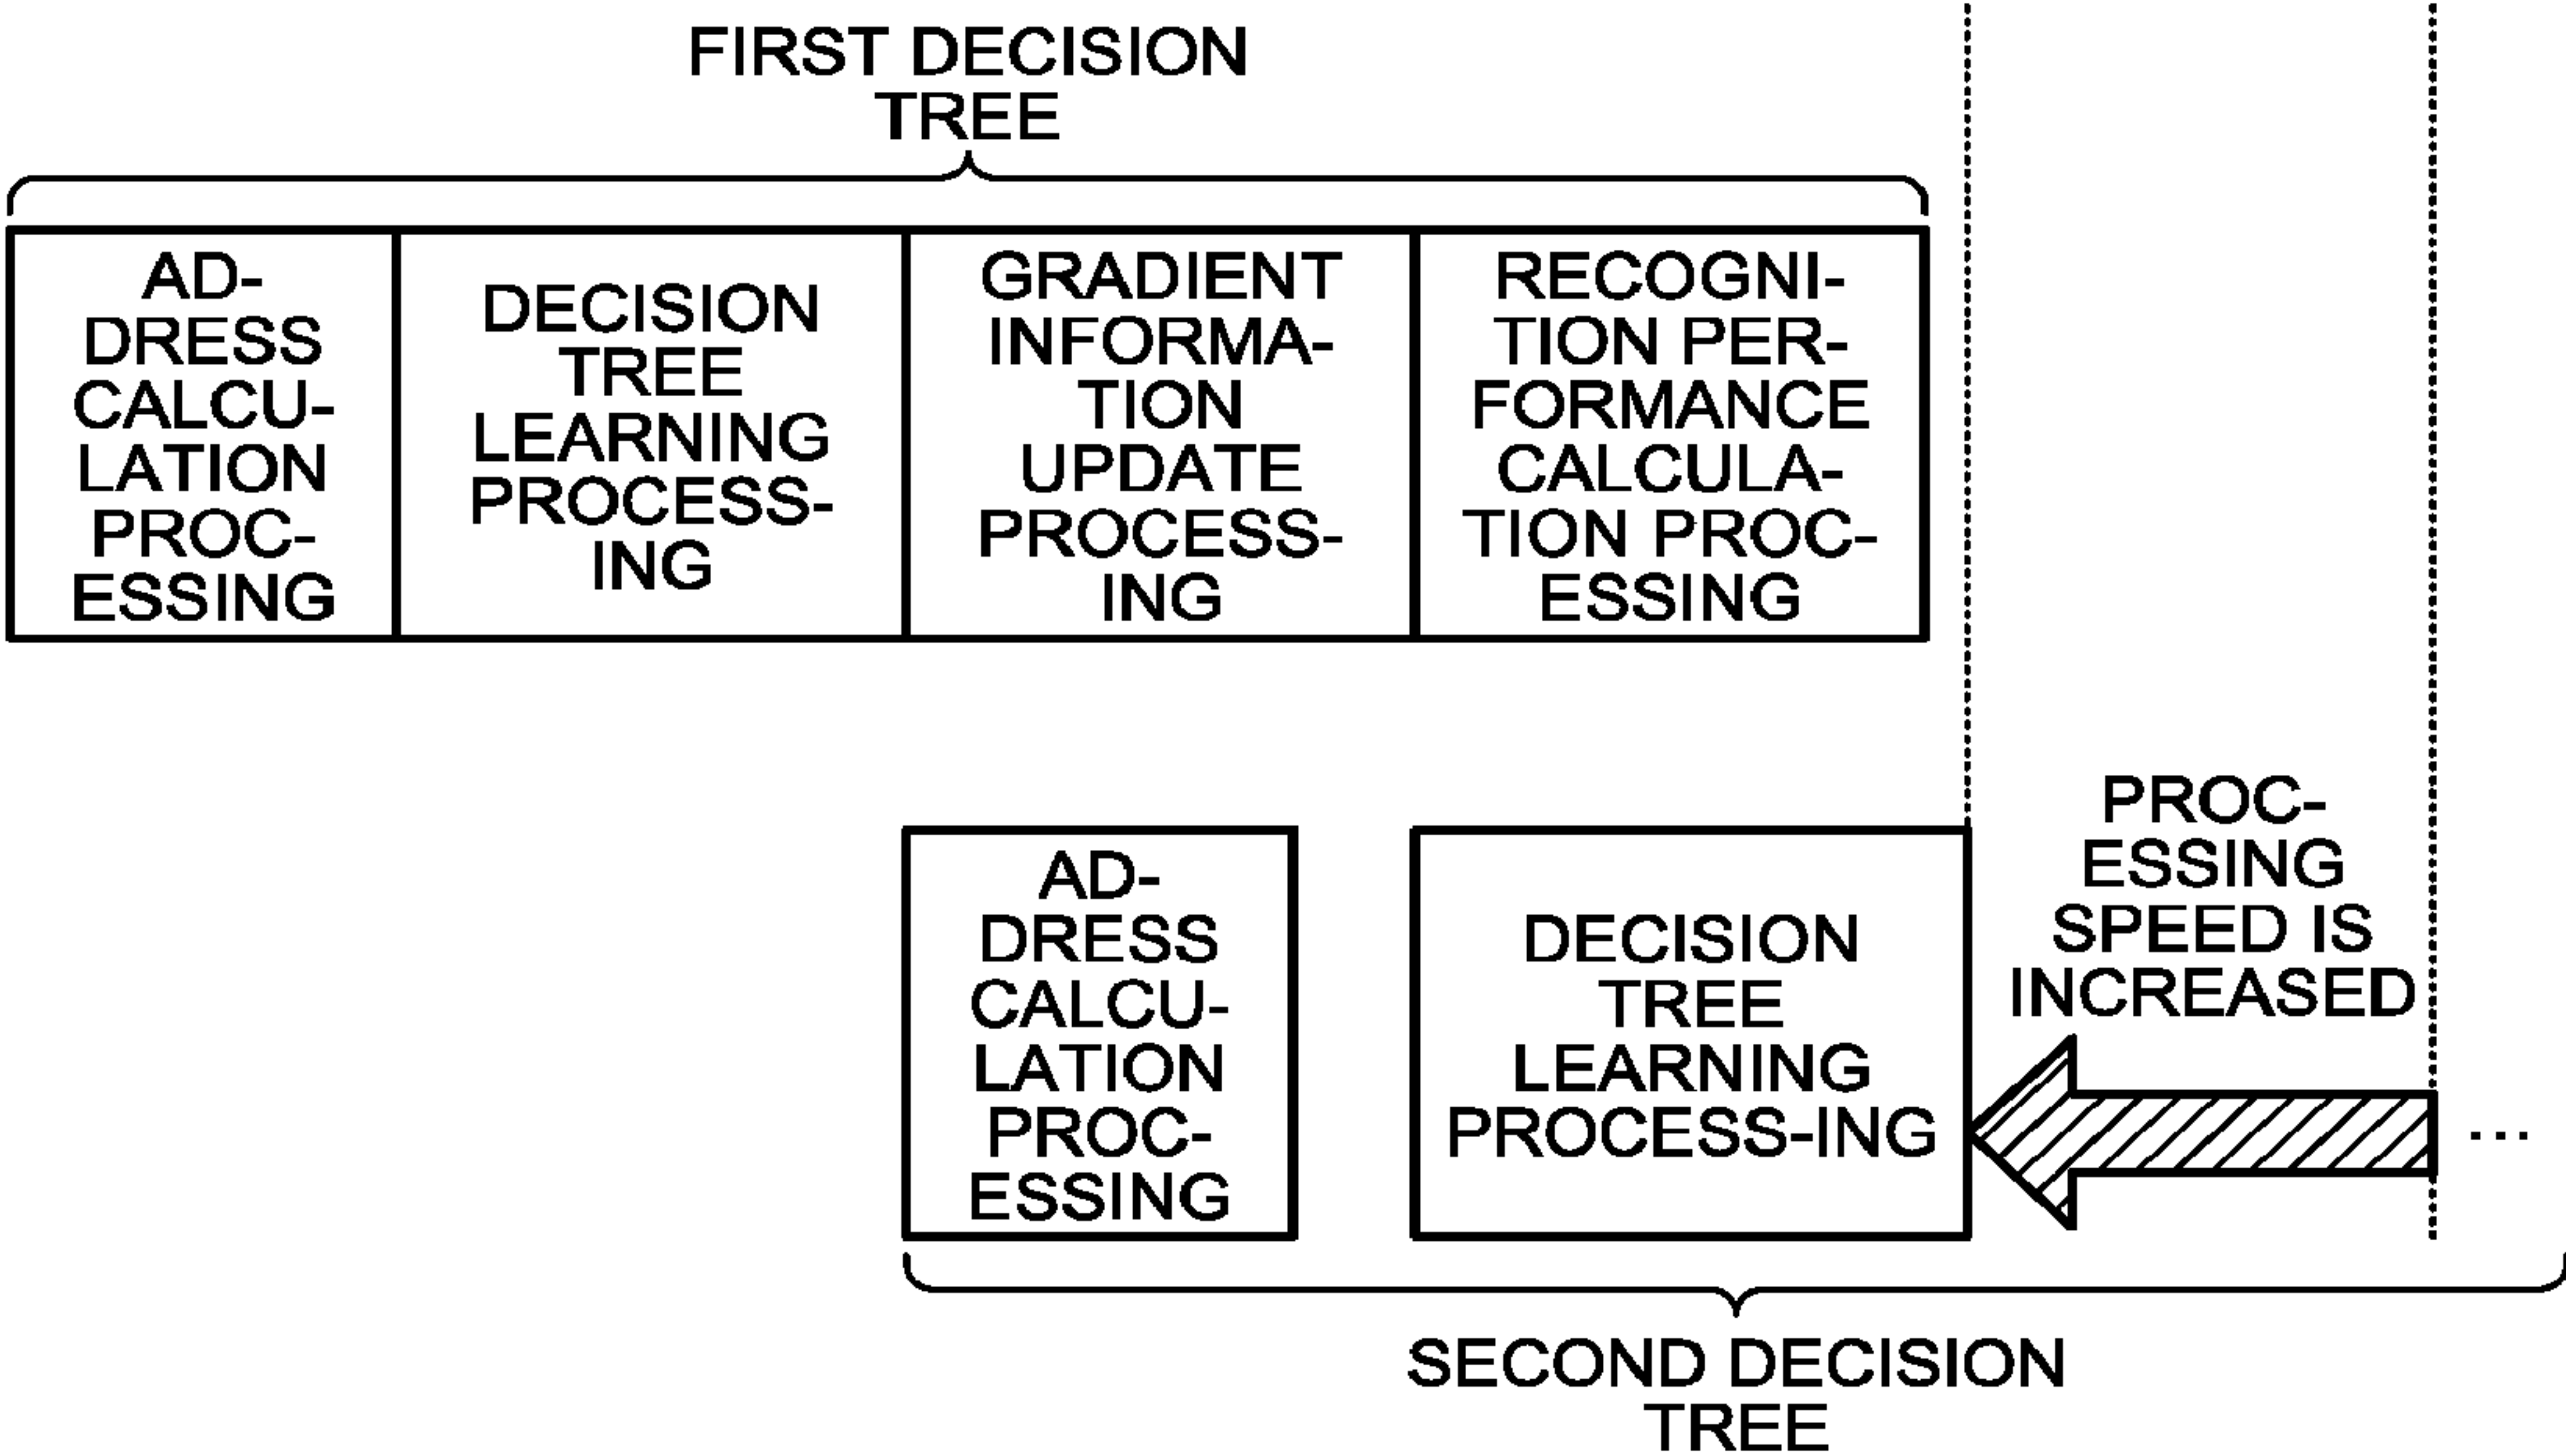 FIRST DECISION
TREE
AD-
DRESS
CALCU-
LATION
PROC-
ESSING
DECISION
TREE
LEARNING
PROCESS-
ING
GRADIENT
INFORMA-
TION
UPDATE
PROCESS-
ING
RECOGNI-
TION PER-
FORMANCE
CALCULA-
TION PROC-
ESSING
AD-
DRESS
CALCU-
LATION
PROC-
ESSING
DECISION
TREE
LEARNING
PROCESS-ING
PROC-
ESSING
SPEED IS
INCREASED
...
SECOND DECISION
TREE